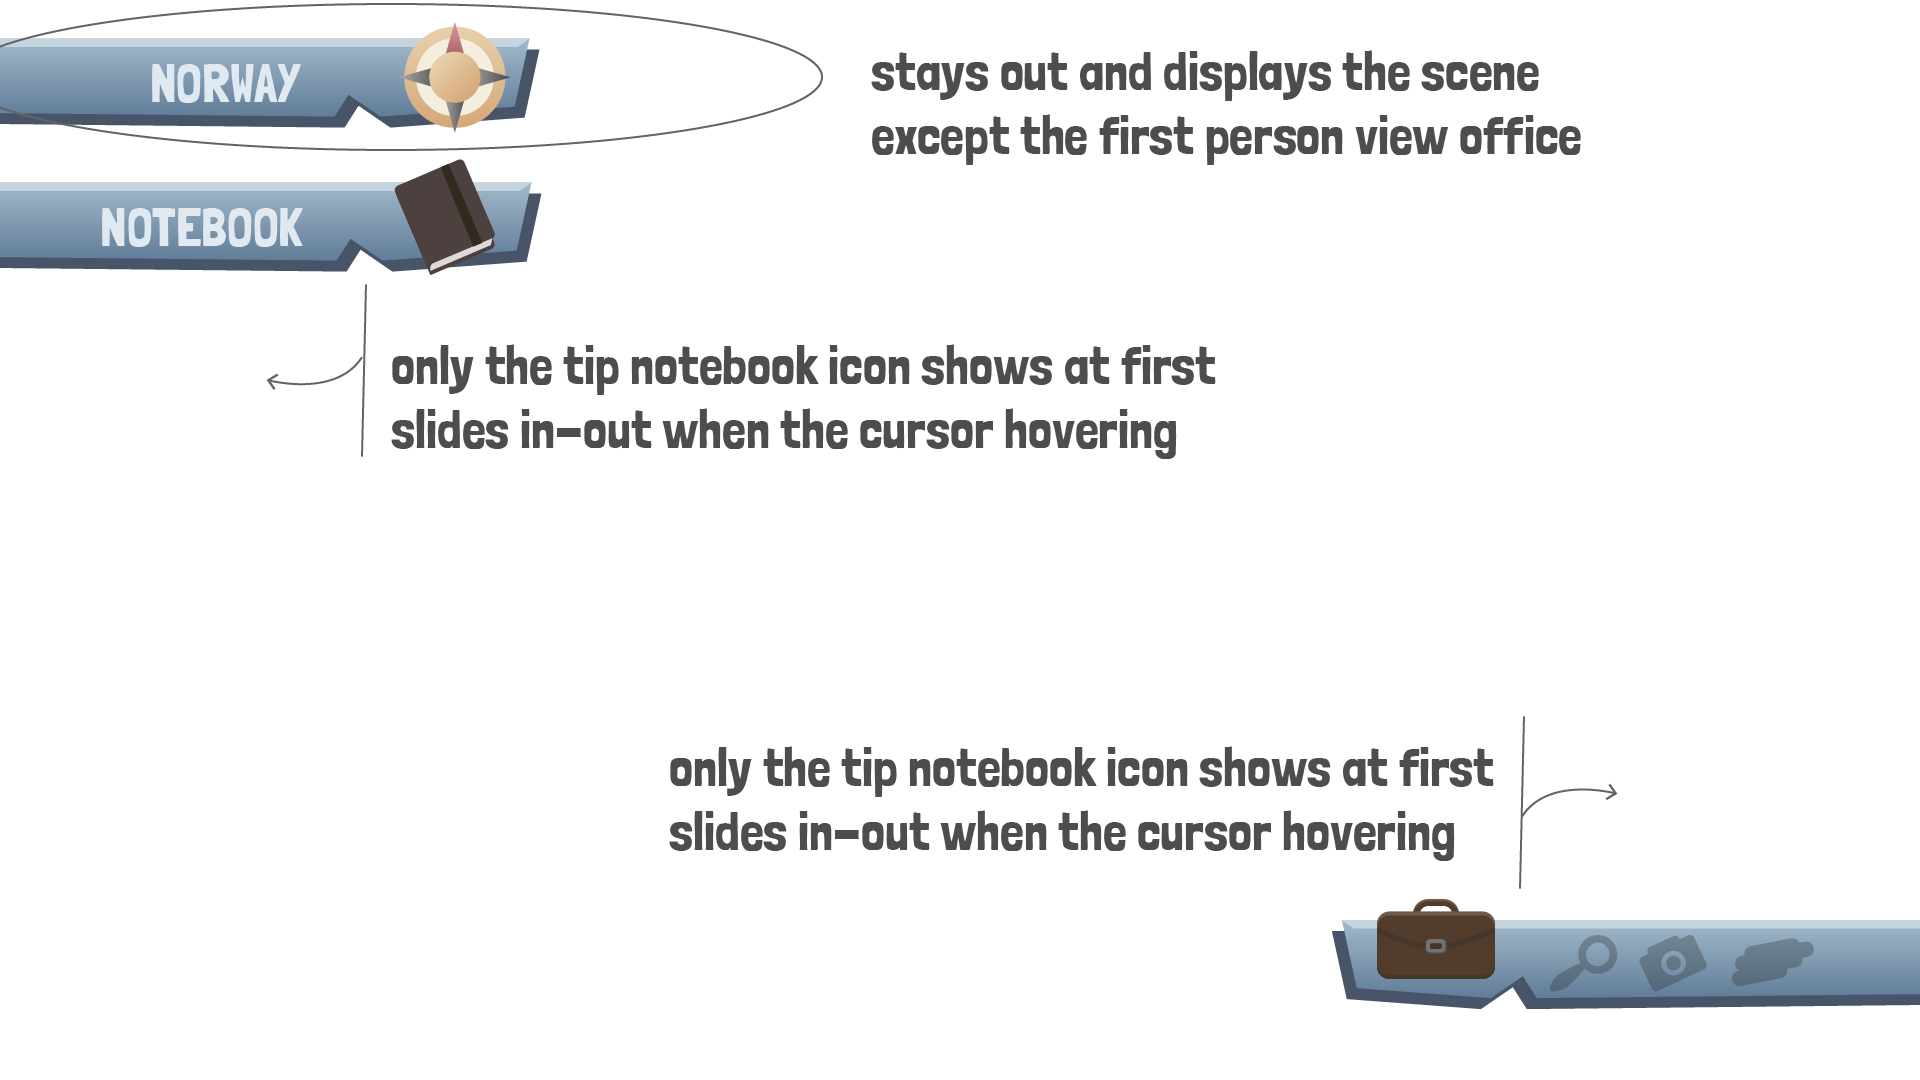 NORWAY
stays out and displays the scene
except the first person view office
NOTEBOOK
only the tip notebook icon shows at first
slides in-out when the cursor hovering
only the tip notebook icon shows at first
slides in-out when the cursor hovering